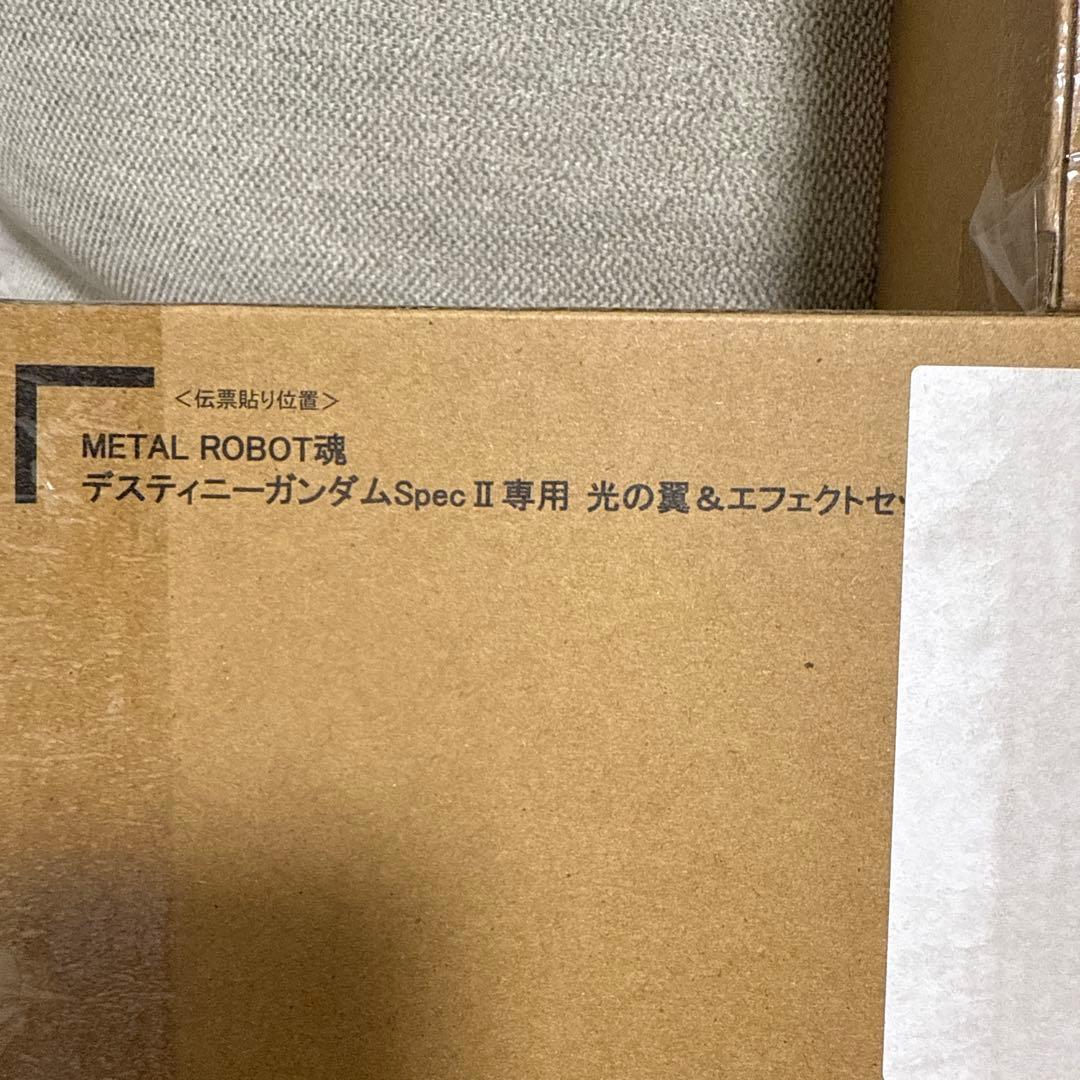 ＜伝票貼り位置＞
METAL ROBOT魂
デスティニーガンダムSpecⅡ専用 光の翼＆エフェクトセ